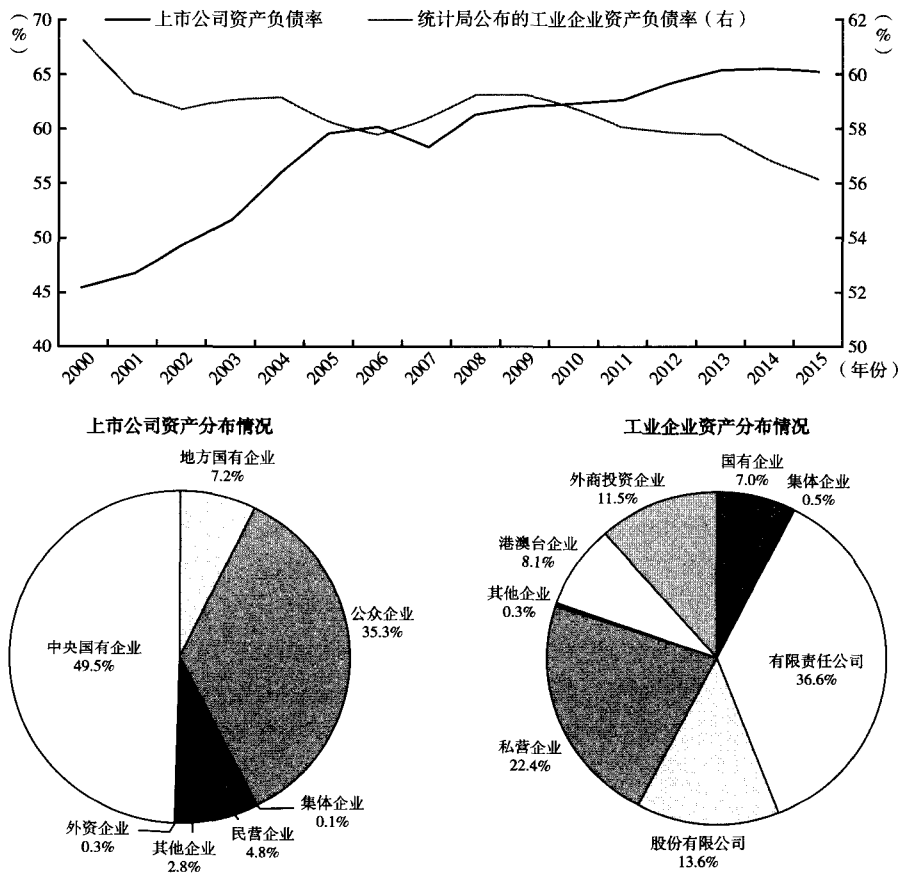 （%）
上市公司资产负债率
统计局公布的工业企业资产负债率（右）
（%）
70
65
60
55
50
45
40
62
60
58
56
54
52
50
2000
2001
2002
2003
2004
2005
2006
2007
2008
2009
2010
2011
2012
2013
2014
2015
（年份）
上市公司资产分布情况
地方国有企业
7.2%
公众企业
35.3%
中央国有企业
49.5%
集体企业
0.1%
民营企业
4.8%
其他企业
2.8%
外资企业
0.3%
工业企业资产分布情况
国有企业
7.0%
集体企业
0.5%
外商投资企业
11.5%
港澳台企业
8.1%
其他企业
0.3%
有限责任公司
36.6%
私营企业
22.4%
股份有限公司
13.6%